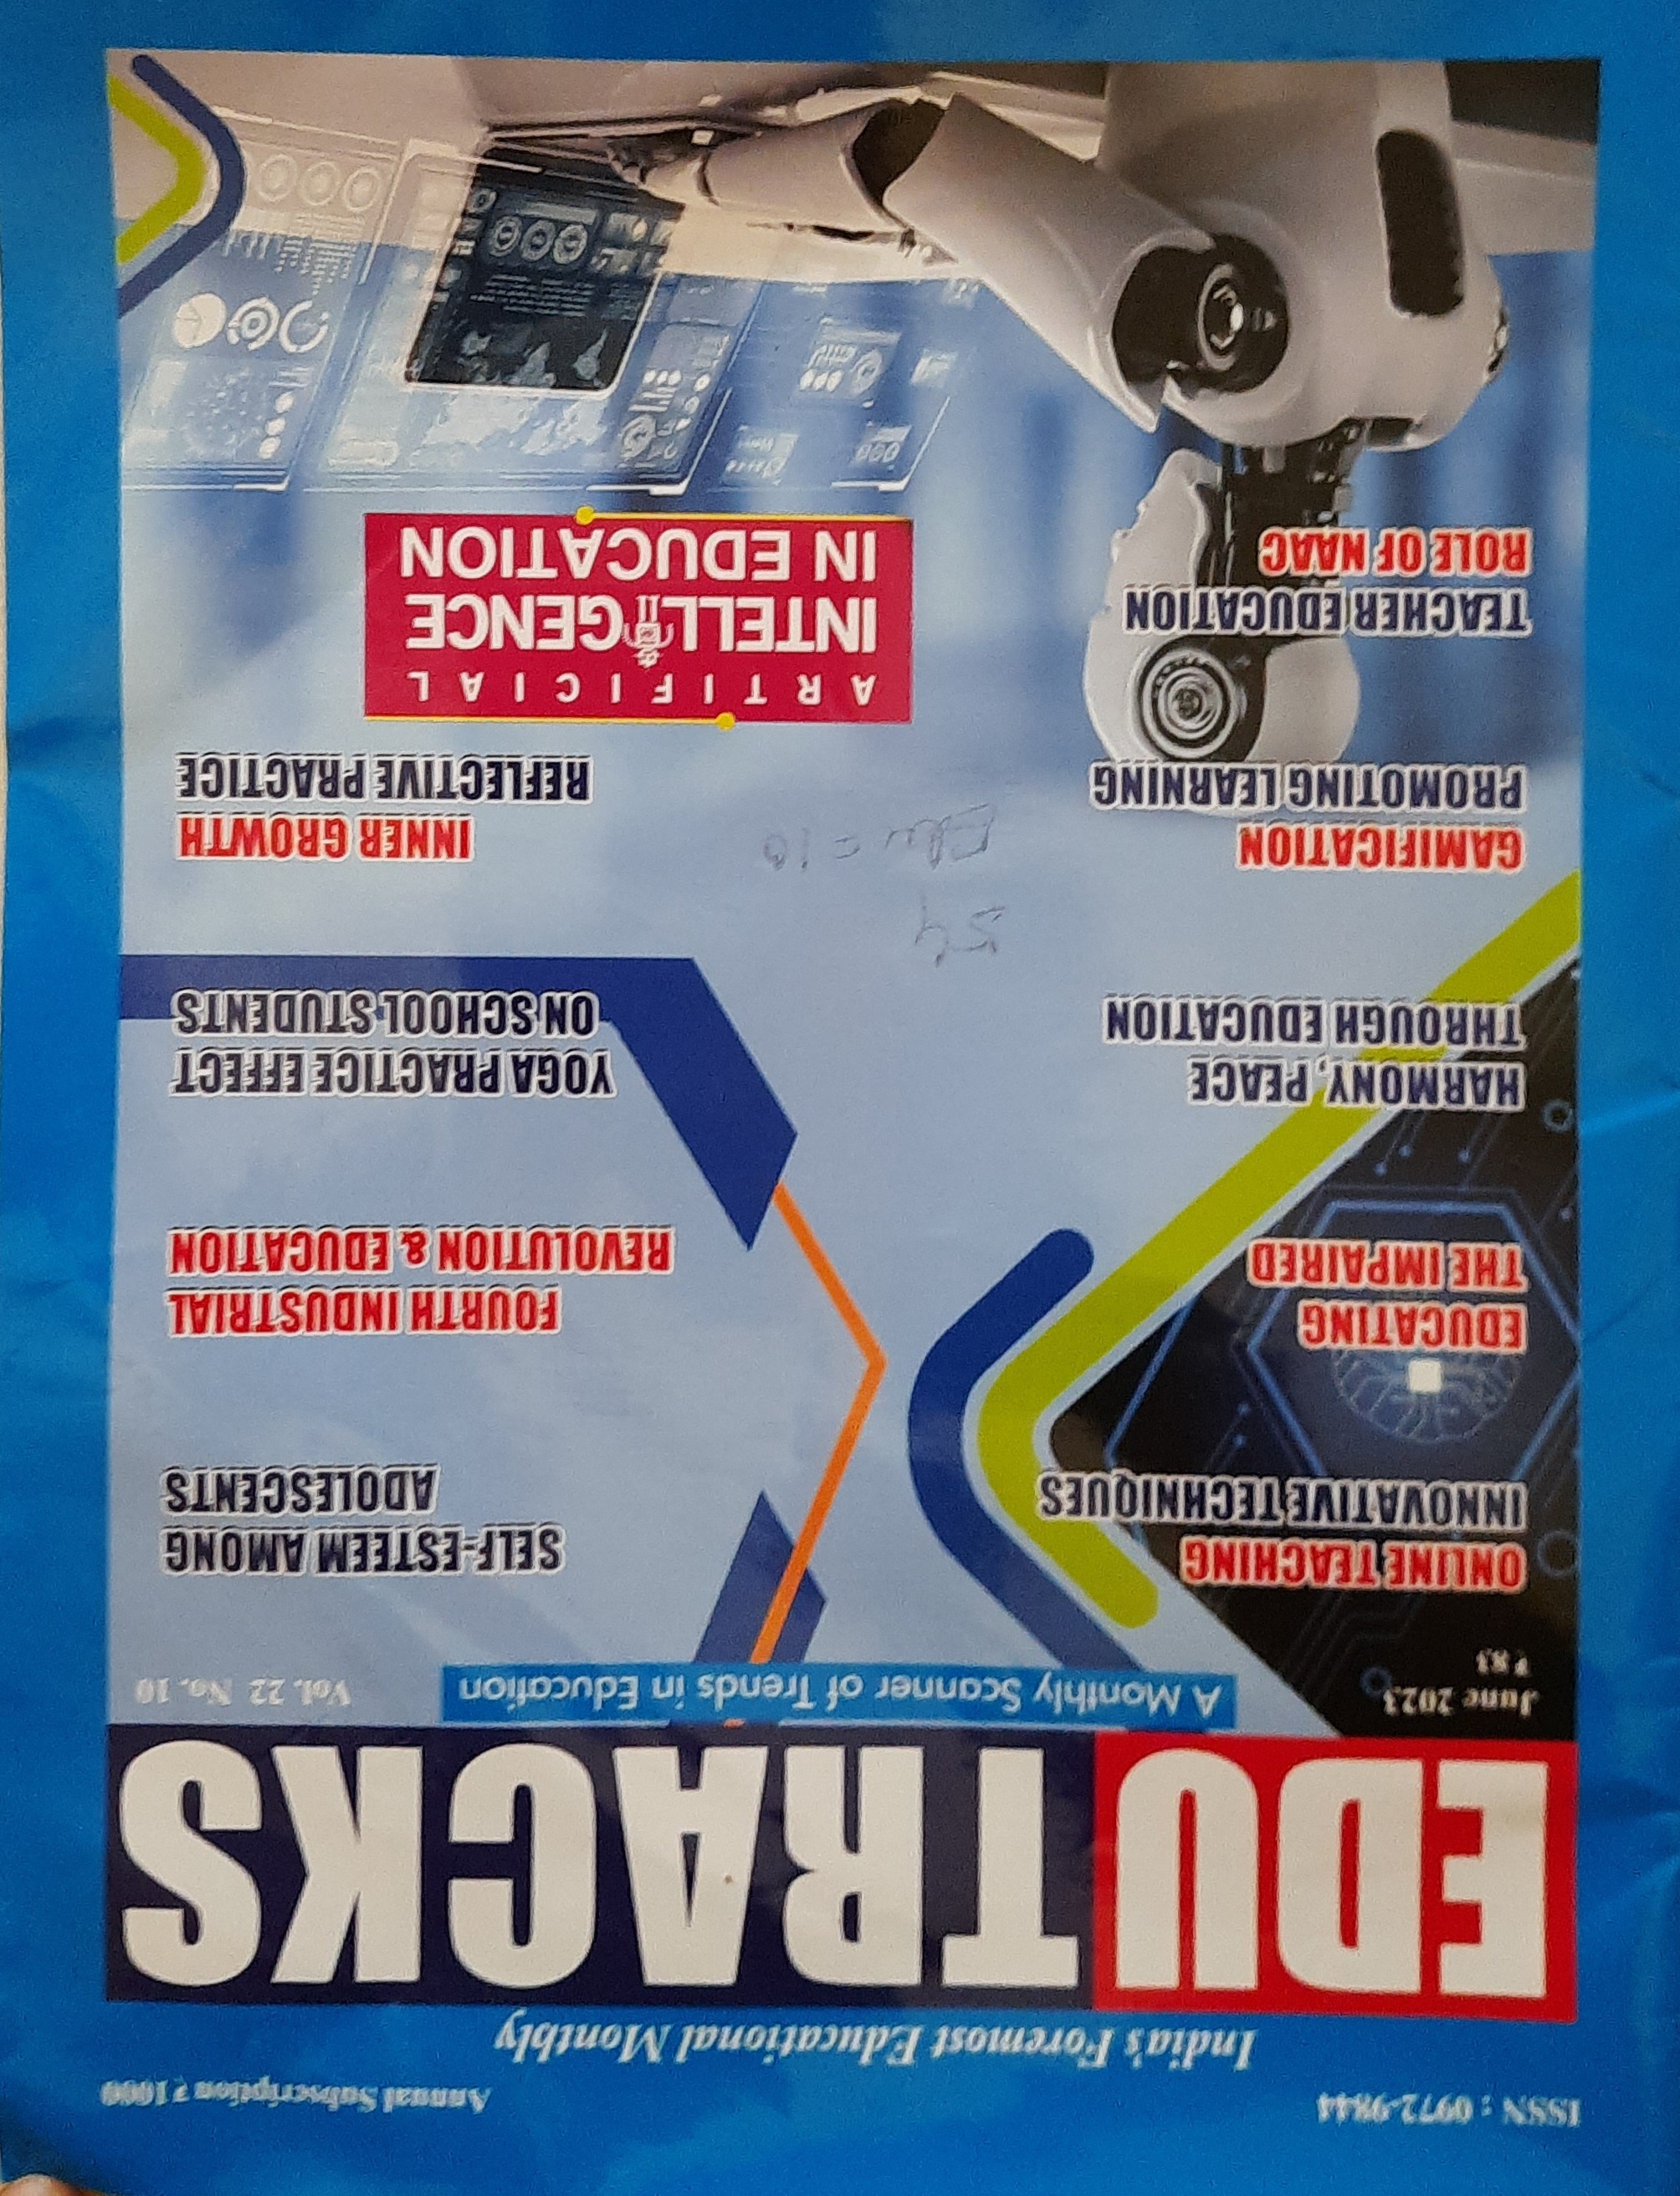 ISSN : 0972-9844
Annual Subscription ₹ 1000
India's Foremost Educational Monthly
EDUTRACKS
June 2023
₹ 83
A Monthly Scanner of Trends in Education
Vol. 22 No. 10
ONLINE TEACHING
INNOVATIVE TECHNIQUES
SELF-ESTEEM AMONG
ADOLESCENTS
EDUCATING
THE IMPAIRED
FOURTH INDUSTRIAL
REVOLUTION & EDUCATION
HARMONY, PEACE
THROUGH EDUCATION
YOGA PRACTICE EFFECT
ON SCHOOL STUDENTS
54
Edu = 10
GAMIFICATION
PROMOTING LEARNING
INNER GROWTH
REFLECTIVE PRACTICE
TEACHER EDUCATION
ROLE OF NAAC
ARTIFICIAL
INTELLIGENCE
IN EDUCATION